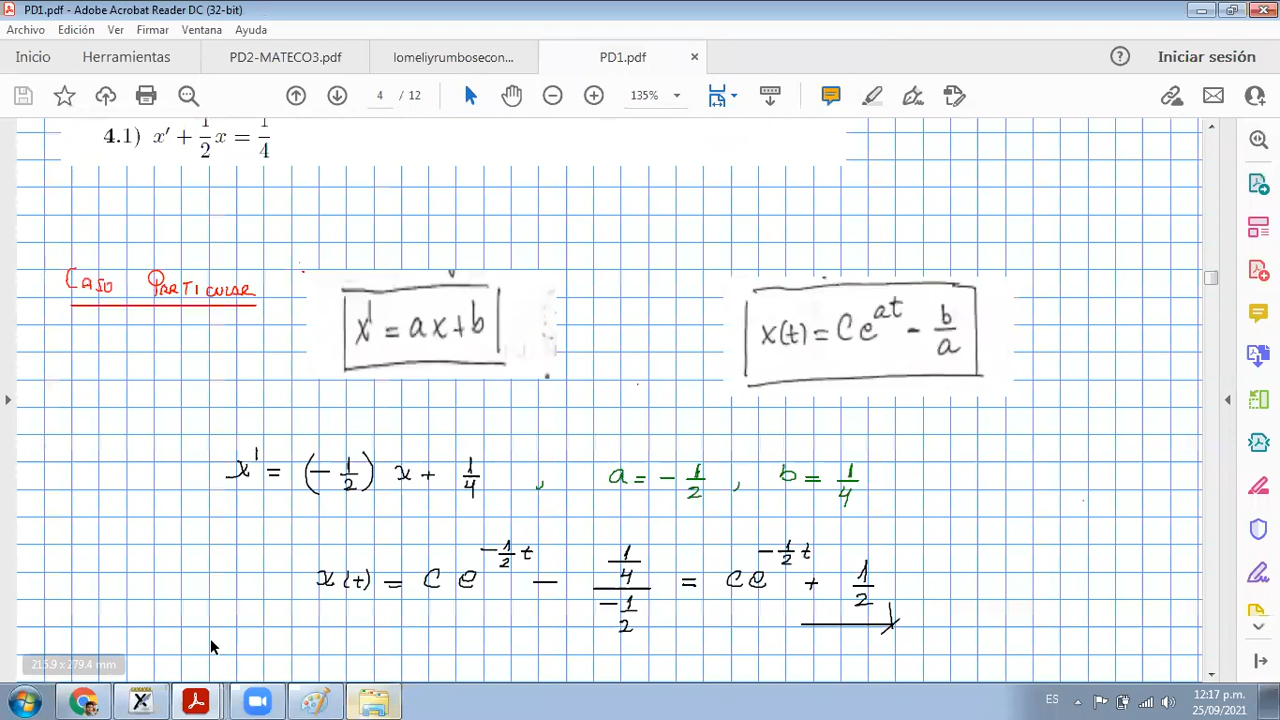 PD1.pdf - Adobe Acrobat Reader DC (32-bit)
Archivo Edición Ver Firmar Ventana Ayuda
Inicio Herramientas PD2-MATECO3.pdf lomeliyrumbosecon... PD1.pdf × Iniciar sesión
4 / 12 135%
4.1) x' + 1/2 x = 1/4
CASO PARTICULAR
x' = ax+b
x(t) = Ce^{at} - b/a
x' = (-1/2) x + 1/4 , a = -1/2 , b = 1/4
x(t) = C e^{-1/2 t} - (1/4)/(-1/2) = Ce^{-1/2 t} + 1/2
215.9 x 279.4 mm
ES 12:17 p.m.
25/09/2021